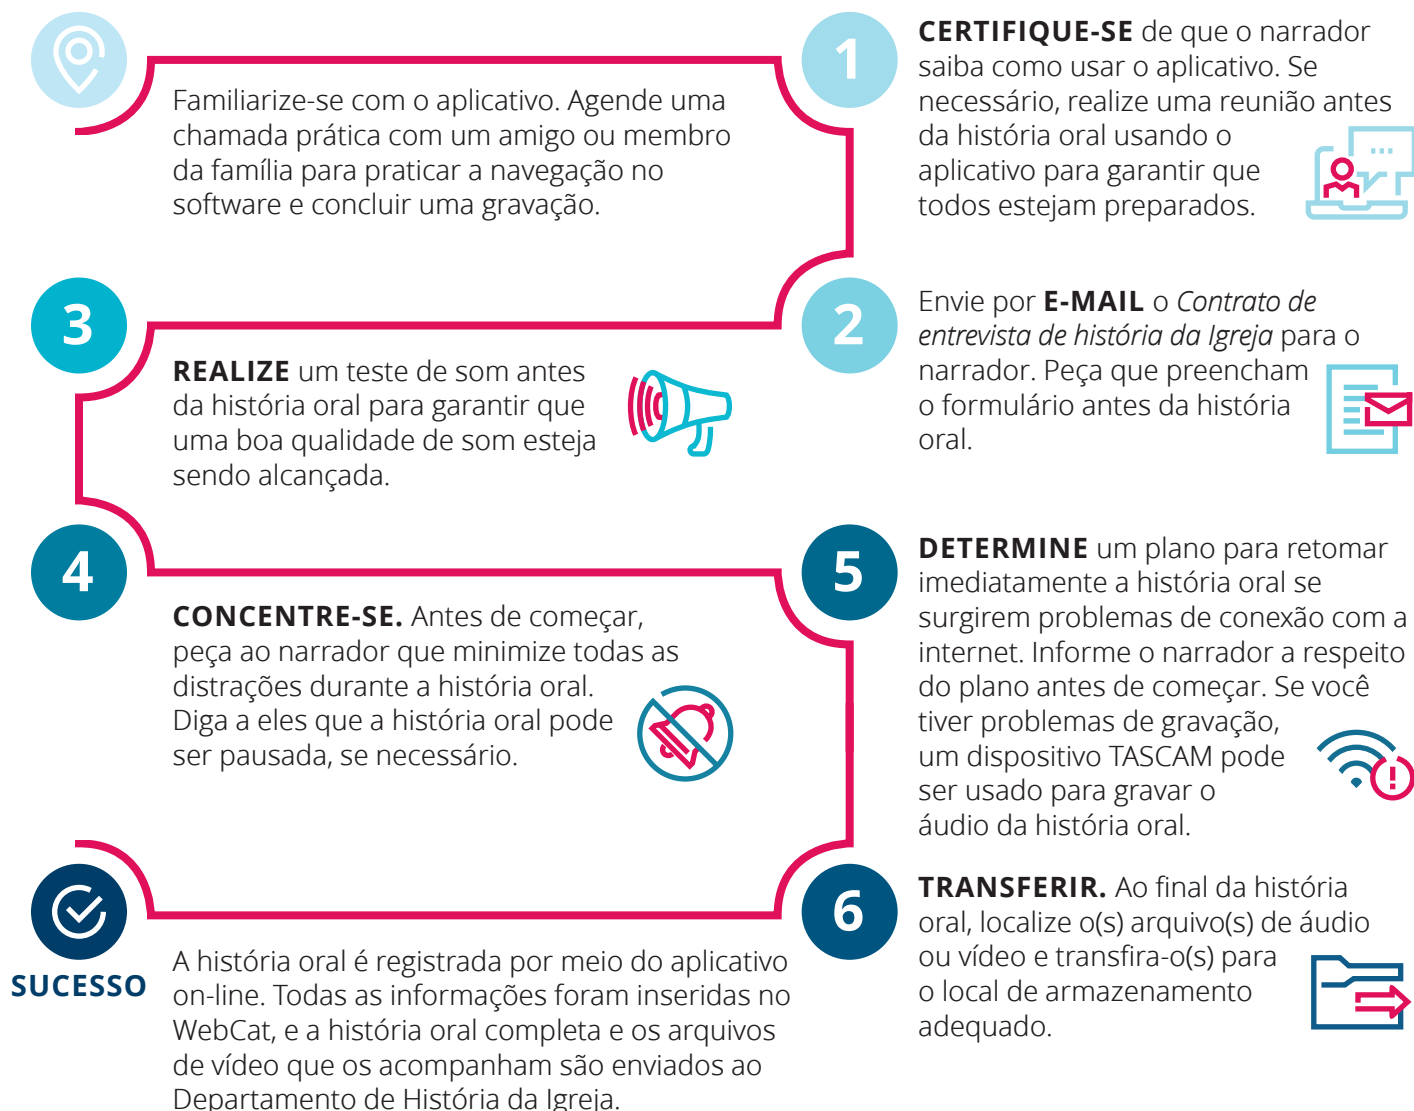 Familiarize-se com o aplicativo. Agende uma
chamada prática com um amigo ou membro
da família para praticar a navegação no
software e concluir uma gravação.
1
CERTIFIQUE-SE de que o narrador
saiba como usar o aplicativo. Se
necessário, realize uma reunião antes
da história oral usando o
aplicativo para garantir que
todos estejam preparados.
2
Envie por E-MAIL o Contrato de
entrevista de história da Igreja para o
narrador. Peça que preencham
o formulário antes da história
oral.
3
REALIZE um teste de som antes
da história oral para garantir que
uma boa qualidade de som esteja
sendo alcançada.
4
CONCENTRE-SE. Antes de começar,
peça ao narrador que minimize todas as
distrações durante a história oral.
Diga a eles que a história oral pode
ser pausada, se necessário.
5
DETERMINE um plano para retomar
imediatamente a história oral se
surgirem problemas de conexão com a
internet. Informe o narrador a respeito
do plano antes de começar. Se você
tiver problemas de gravação,
um dispositivo TASCAM pode
ser usado para gravar o
áudio da história oral.
6
TRANSFERIR. Ao final da história
oral, localize o(s) arquivo(s) de áudio
ou vídeo e transfira-o(s) para
o local de armazenamento
adequado.
SUCESSO
A história oral é registrada por meio do aplicativo
on-line. Todas as informações foram inseridas no
WebCat, e a história oral completa e os arquivos
de vídeo que os acompanham são enviados ao
Departamento de História da Igreja.